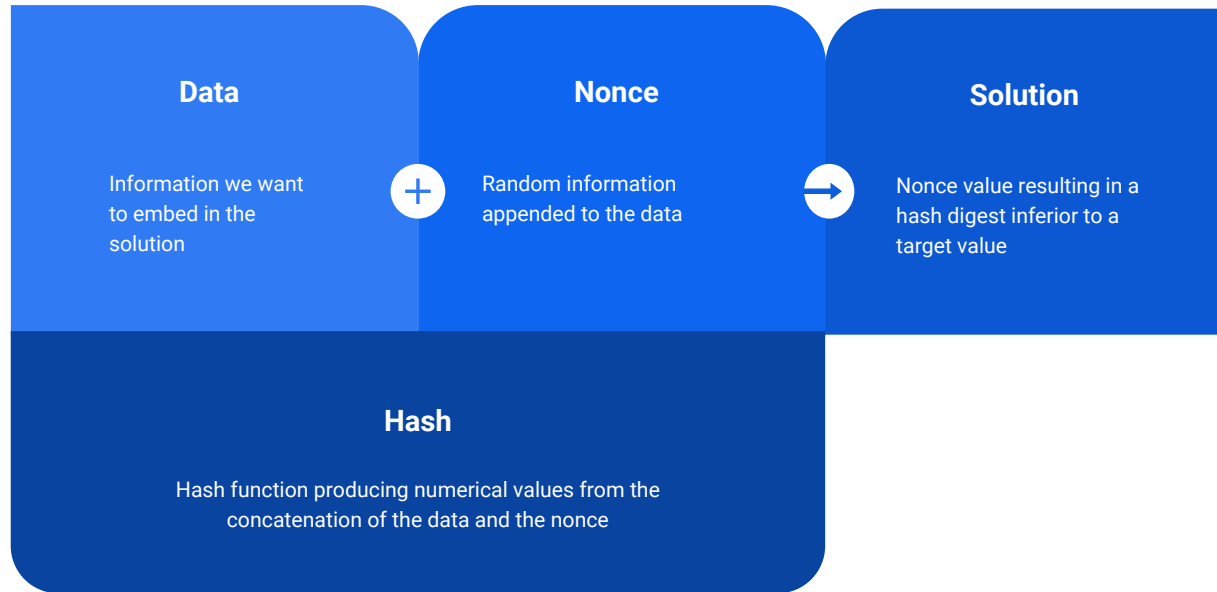 Data
Information we want
to embed in the
solution
Nonce
Random information
appended to the data
Solution
Nonce value resulting in a
hash digest inferior to a
target value
Hash
Hash function producing numerical values from the
concatenation of the data and the nonce